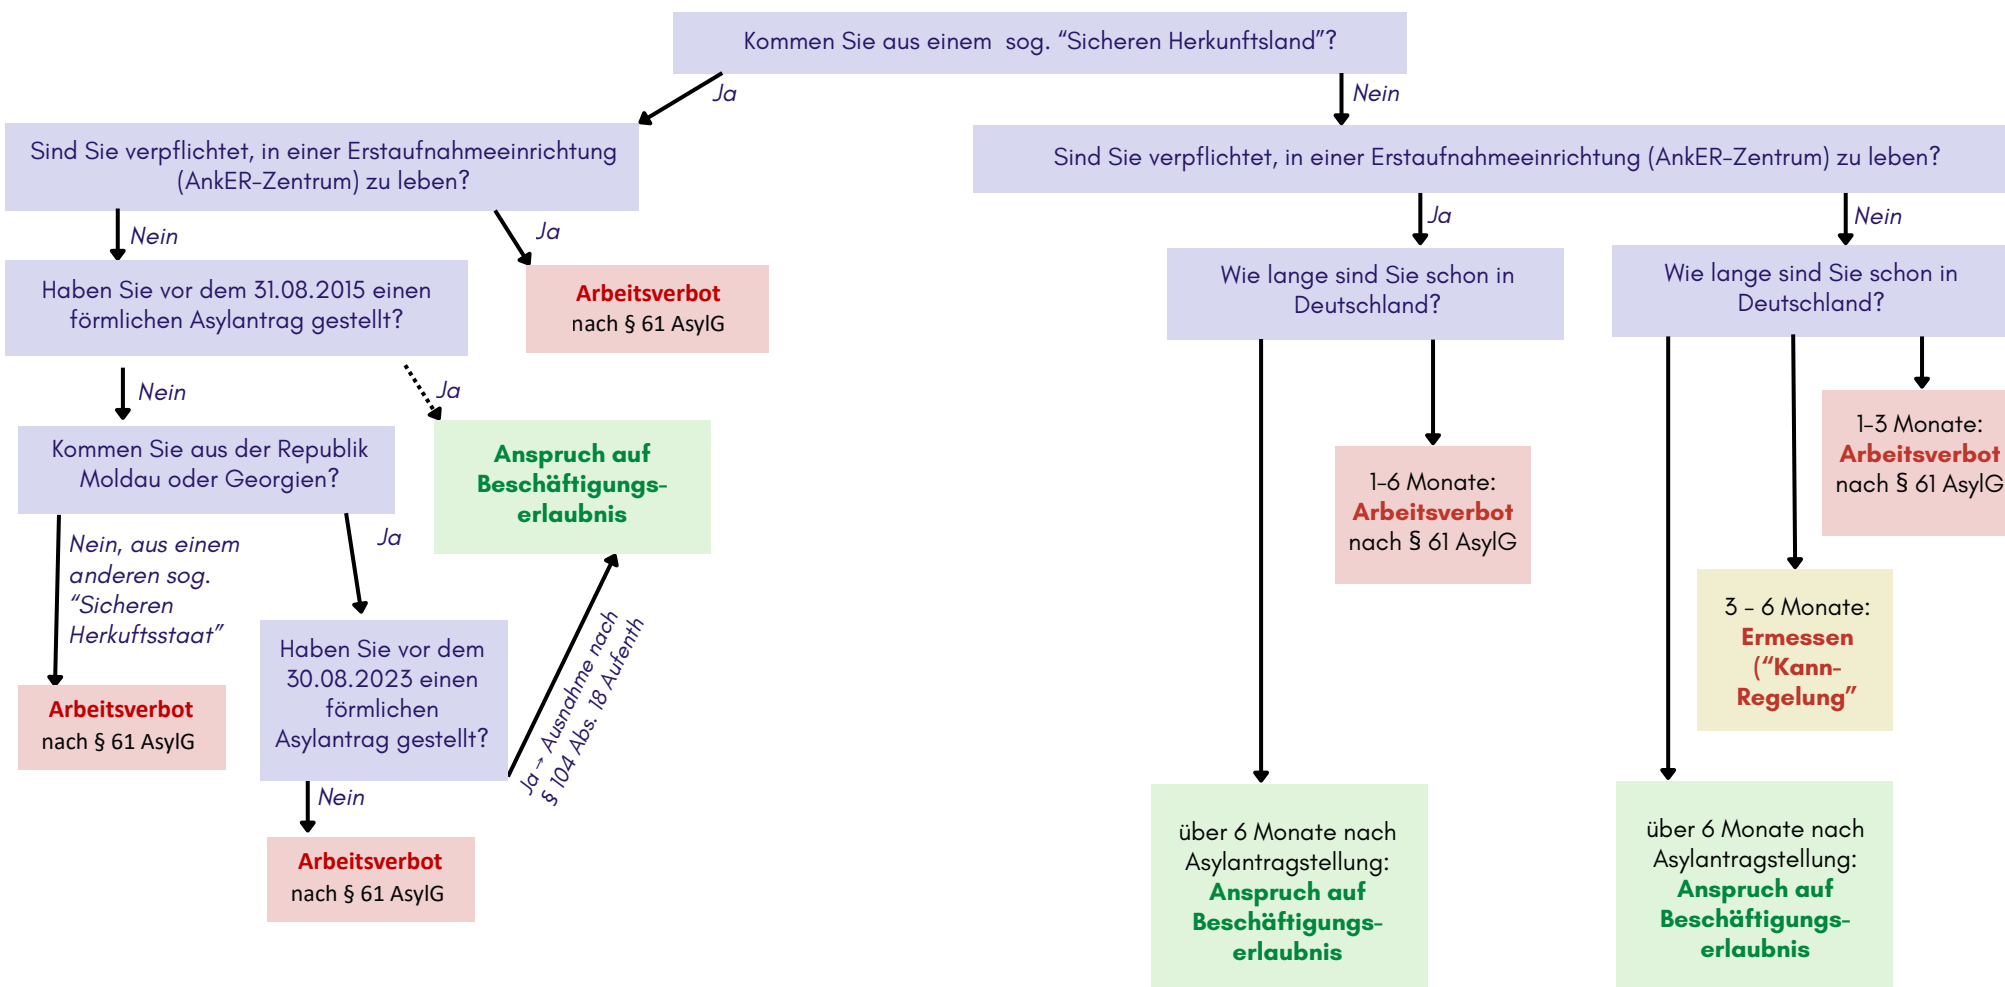 Kommen Sie aus einem sog. “Sicheren Herkunftsland”?
Ja
Nein
Sind Sie verpflichtet, in einer Erstaufnahmeeinrichtung
(AnkER-Zentrum) zu leben?
Sind Sie verpflichtet, in einer Erstaufnahmeeinrichtung (AnkER-Zentrum) zu leben?
Nein
Ja
Ja
Nein
Haben Sie vor dem 31.08.2015 einen
förmlichen Asylantrag gestellt?
Arbeitsverbot
nach § 61 AsylG
Wie lange sind Sie schon in
Deutschland?
Wie lange sind Sie schon in
Deutschland?
Nein
Ja
Kommen Sie aus der Republik
Moldau oder Georgien?
Anspruch auf
Beschäftigungs-
erlaubnis
1-6 Monate:
Arbeitsverbot
nach § 61 AsylG
1-3 Monate:
Arbeitsverbot
nach § 61 AsylG
Nein, aus einem
anderen sog.
“Sicheren
Herkuftsstaat”
Ja
Haben Sie vor dem
30.08.2023 einen
förmlichen
Asylantrag gestellt?
Ja → Ausnahme nach
§ 104 Abs. 18 Aufenth
3 - 6 Monate:
Ermessen
(“Kann-
Regelung”
Arbeitsverbot
nach § 61 AsylG
Nein
Arbeitsverbot
nach § 61 AsylG
über 6 Monate nach
Asylantragstellung:
Anspruch auf
Beschäftigungs-
erlaubnis
über 6 Monate nach
Asylantragstellung:
Anspruch auf
Beschäftigungs-
erlaubnis